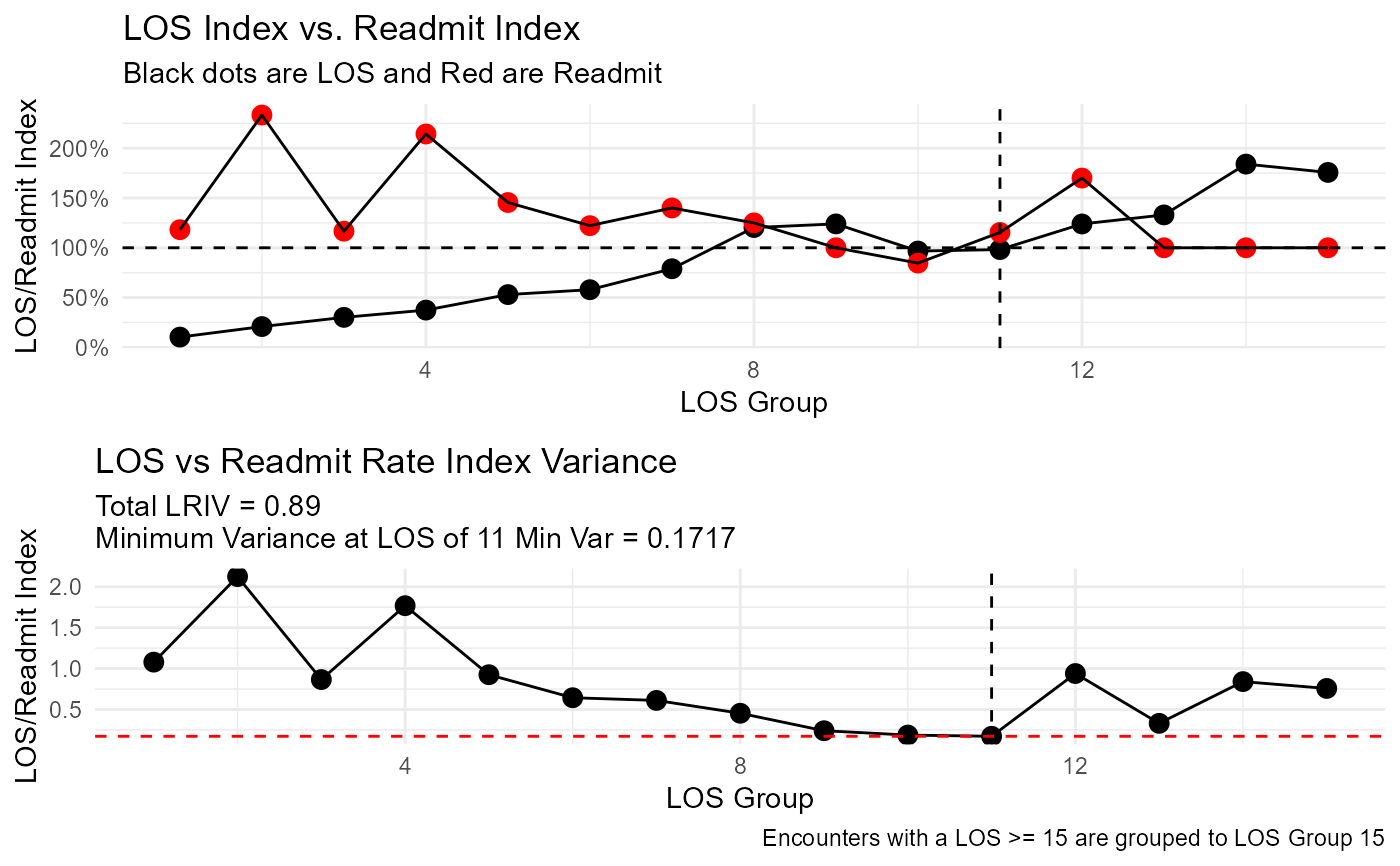 LOS Index vs. Readmit Index
Black dots are LOS and Red are Readmit
LOS/Readmit Index
200%
150%
100%
50%
0%
4
8
12
LOS Group
LOS vs Readmit Rate Index Variance
Total LRIV = 0.89
Minimum Variance at LOS of 11 Min Var = 0.1717
LOS/Readmit Index
2.0
1.5
1.0
0.5
4
8
12
LOS Group
Encounters with a LOS >= 15 are grouped to LOS Group 15